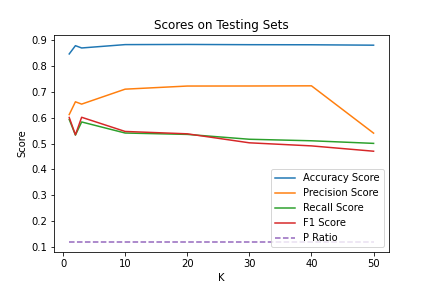 Scores on Testing Sets
0.9
0.8
0.7
0.6
0.5
0.4
0.3
0.2
0.1
Score
Accuracy Score
Precision Score
Recall Score
F1 Score
P Ratio
0 10 20 30 40 50
K